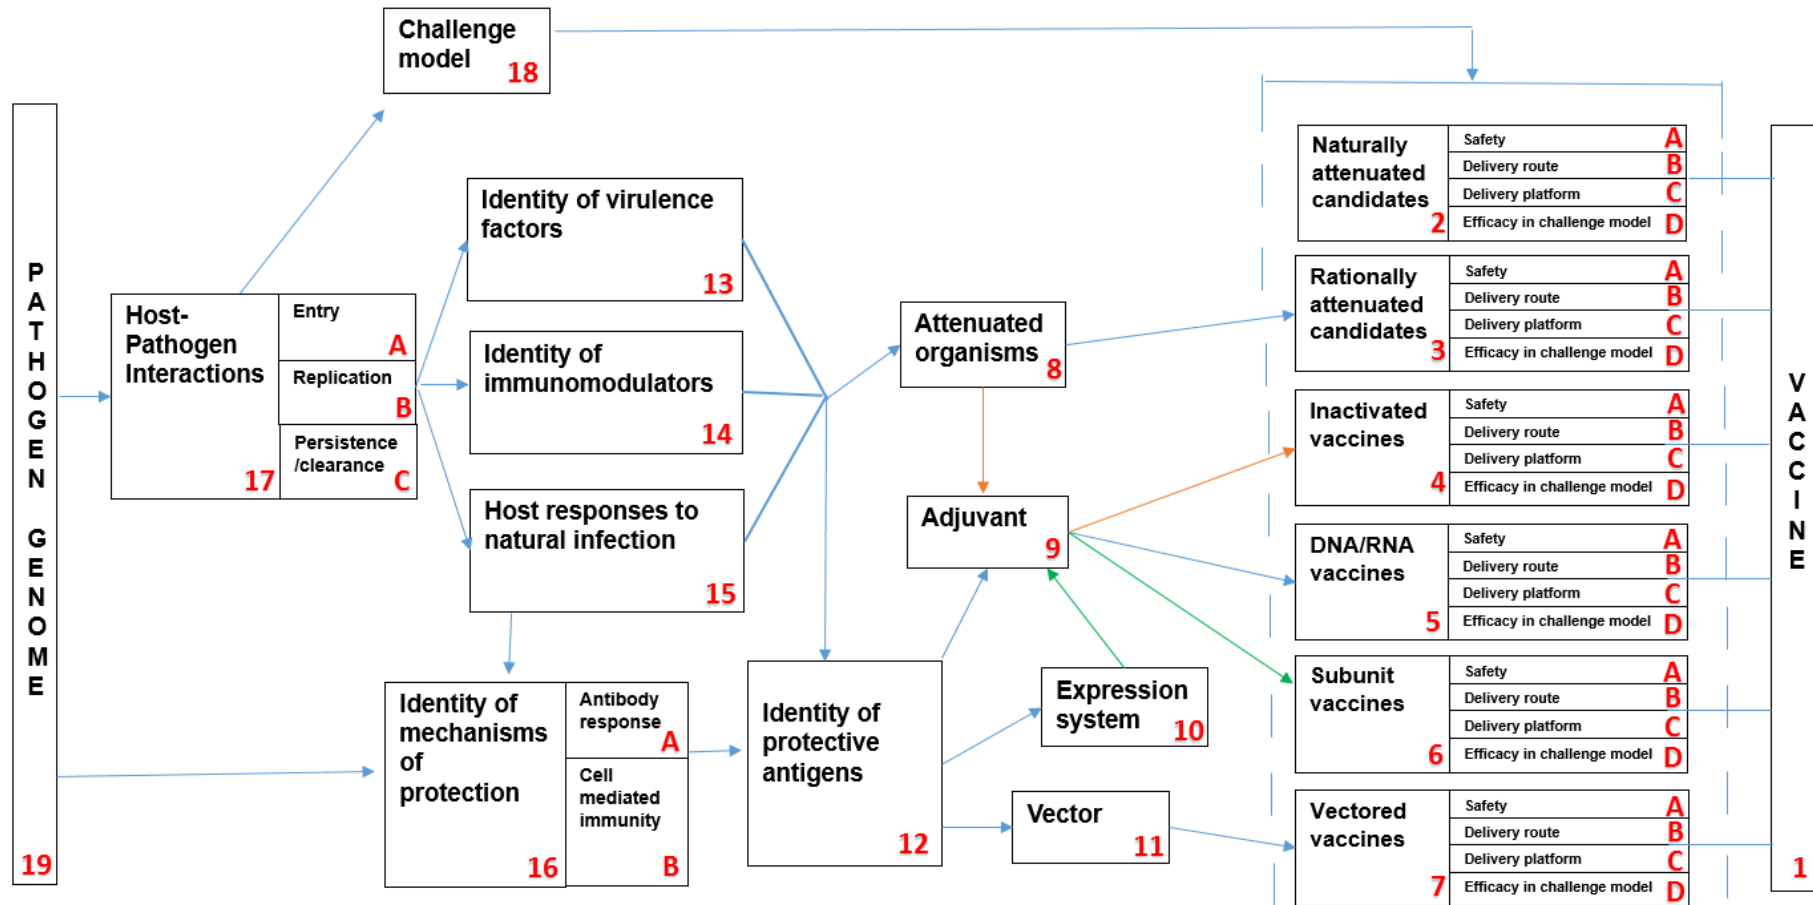 Challenge
model
18
PATHOGEN GENOME
19
Host-
Pathogen
Interactions
17
Entry
A
Replication
B
Persistence
/clearance
C
Identity of virulence
factors
13
Identity of
immunomodulators
14
Host responses to
natural infection
15
Identity of
mechanisms
of
protection
16
Antibody
response
A
Cell
mediated
immunity
B
Identity of
protective
antigens
12
Attenuated
organisms
8
Adjuvant
9
Expression
system
10
Vector
11
Naturally
attenuated
candidates
2
Safety A
Delivery route B
Delivery platform C
Efficacy in challenge model D
Rationally
attenuated
candidates
3
Safety A
Delivery route B
Delivery platform C
Efficacy in challenge model D
Inactivated
vaccines
4
Safety A
Delivery route B
Delivery platform C
Efficacy in challenge model D
DNA/RNA
vaccines
5
Safety A
Delivery route B
Delivery platform C
Efficacy in challenge model D
Subunit
vaccines
6
Safety A
Delivery route B
Delivery platform C
Efficacy in challenge model D
Vectored
vaccines
7
Safety A
Delivery route B
Delivery platform C
Efficacy in challenge model D
VACCINE
1